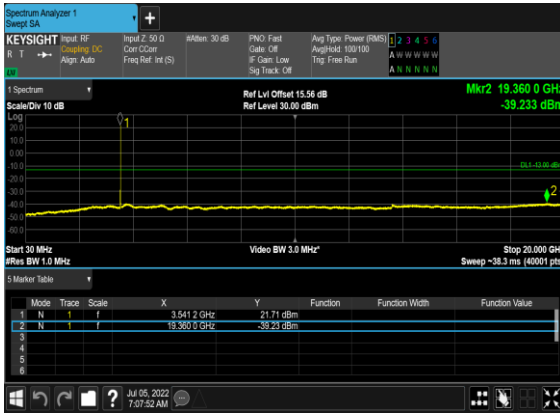 Spectrum Analyzer 1
Swept SA
+
KEYSIGHT Input: RF Input Z: 50 Ω #Atten: 30 dB PNO: Fast Avg Type: Power (RMS) 1 2 3 4 5 6
R T Coupling: DC Corr CCorr Gate: Off Avg|Hold: 100/100 A W W W W W
Align: Auto Freq Ref: Int (S) IF Gain: Low Trig: Free Run
Sig Track: Off A N N N N N
1 Spectrum
Scale/Div 10 dB
Ref Lvl Offset 15.56 dB
Ref Level 30.00 dBm
Mkr2 19.360 0 GHz
-39.233 dBm
Log
20.0
10.0
0.00
-10.0
-20.0
-30.0
-40.0
-50.0
-60.0
1
DL1 -13.00 dBm
2
Start 30 MHz Video BW 3.0 MHz* Stop 20.000 GH
#Res BW 1.0 MHz Sweep ~38.3 ms (40001 pts
5 Marker Table
Mode Trace Scale X Y Function Function Width Function Value
1 N 1 f 3.541 2 GHz 21.71 dBm
2 N 1 f 19.360 0 GHz -39.23 dBm
3
4
5
6
?
Jul 05, 2022
7:07:52 AM